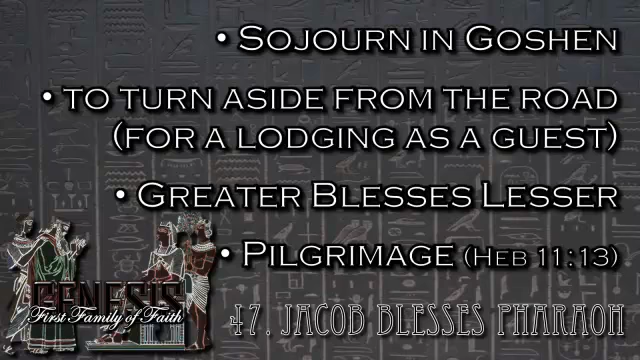 • Sojourn in Goshen
• to turn aside from the road
(for a lodging as a guest)
• Greater Blesses Lesser
• Pilgrimage (Heb 11:13)
GENESIS
First Family of Faith
47. Jacob Blesses Pharaoh